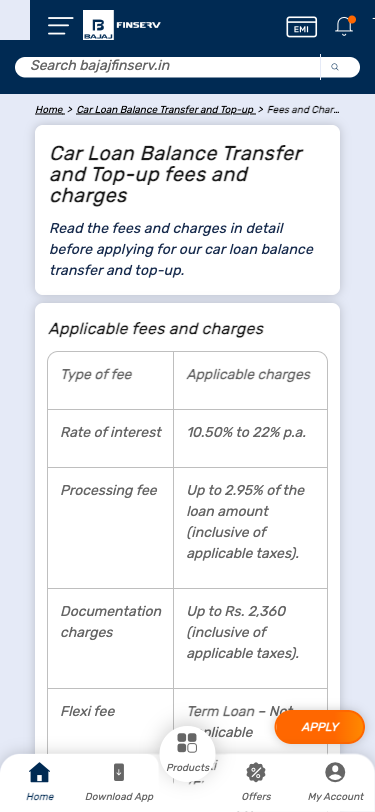 BAJAJ
FINSERV
EMI
Search bajajfinserv.in
Home > Car Loan Balance Transfer and Top-up > Fees and Char...
Car Loan Balance Transfer
and Top-up fees and
charges
Read the fees and charges in detail
before applying for our car loan balance
transfer and top-up.
Applicable fees and charges
Type of fee
Applicable charges
Rate of interest
10.50% to 22% p.a.
Processing fee
Up to 2.95% of the
loan amount
(inclusive of
applicable taxes).
Documentation
charges
Up to Rs. 2,360
(inclusive of
applicable taxes).
Flexi fee
Term Loan – Not
applicable
APPLY
Products
Home
Download App
Offers
My Account